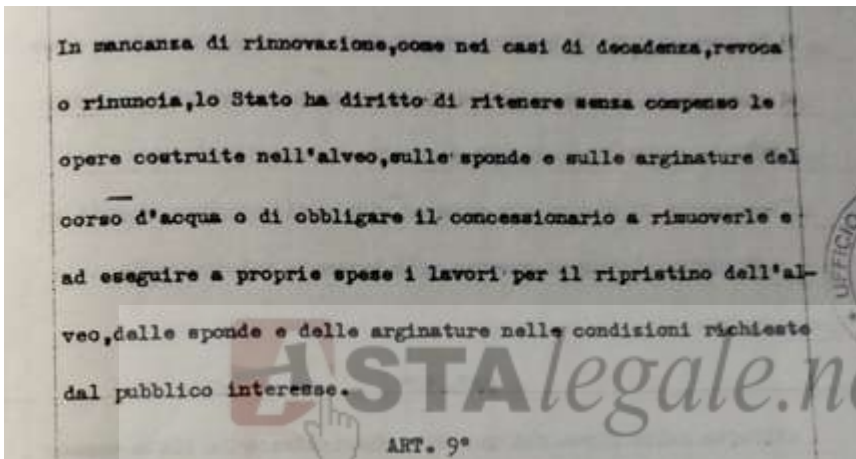 In mancanza di rinnovazione,come nei casi di decadenza,revoca
o rinuncia,lo Stato ha diritto di ritenere senza compenso le
opere costruite nell'alveo,sulle sponde e sulle arginature del
corso d'acqua o di obbligare il concessionario a rimuoverle e
ad eseguire a proprie spese i lavori per il ripristino dell'al-
veo,delle sponde e delle arginature nelle condizioni richieste
dal pubblico interesse.
ASTAlegale.ne
ART. 9°
UFFICIO